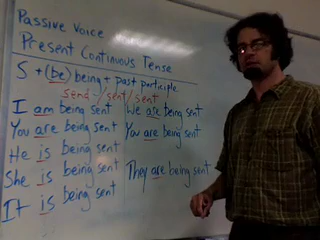 Passive Voice
Present Continuous Tense
S + (be) being + past participle
send / sent / sent
I am being sent We are being sent
You are being sent You are being sent
He is being sent
She is being sent They are being sent
It is being sent